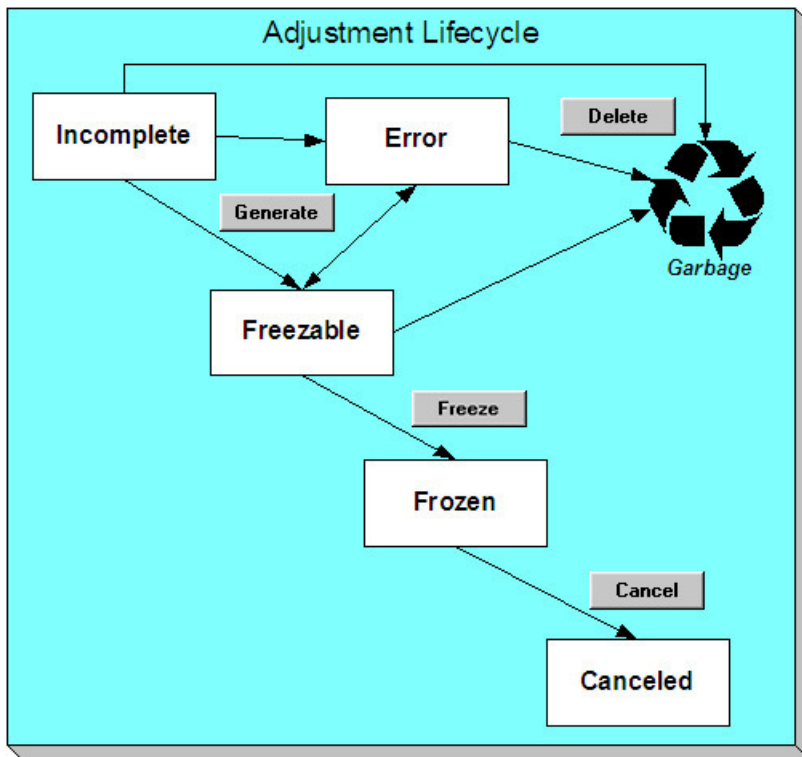 Adjustment Lifecycle
Incomplete
Error
Delete
Generate
Garbage
Freezable
Freeze
Frozen
Cancel
Canceled